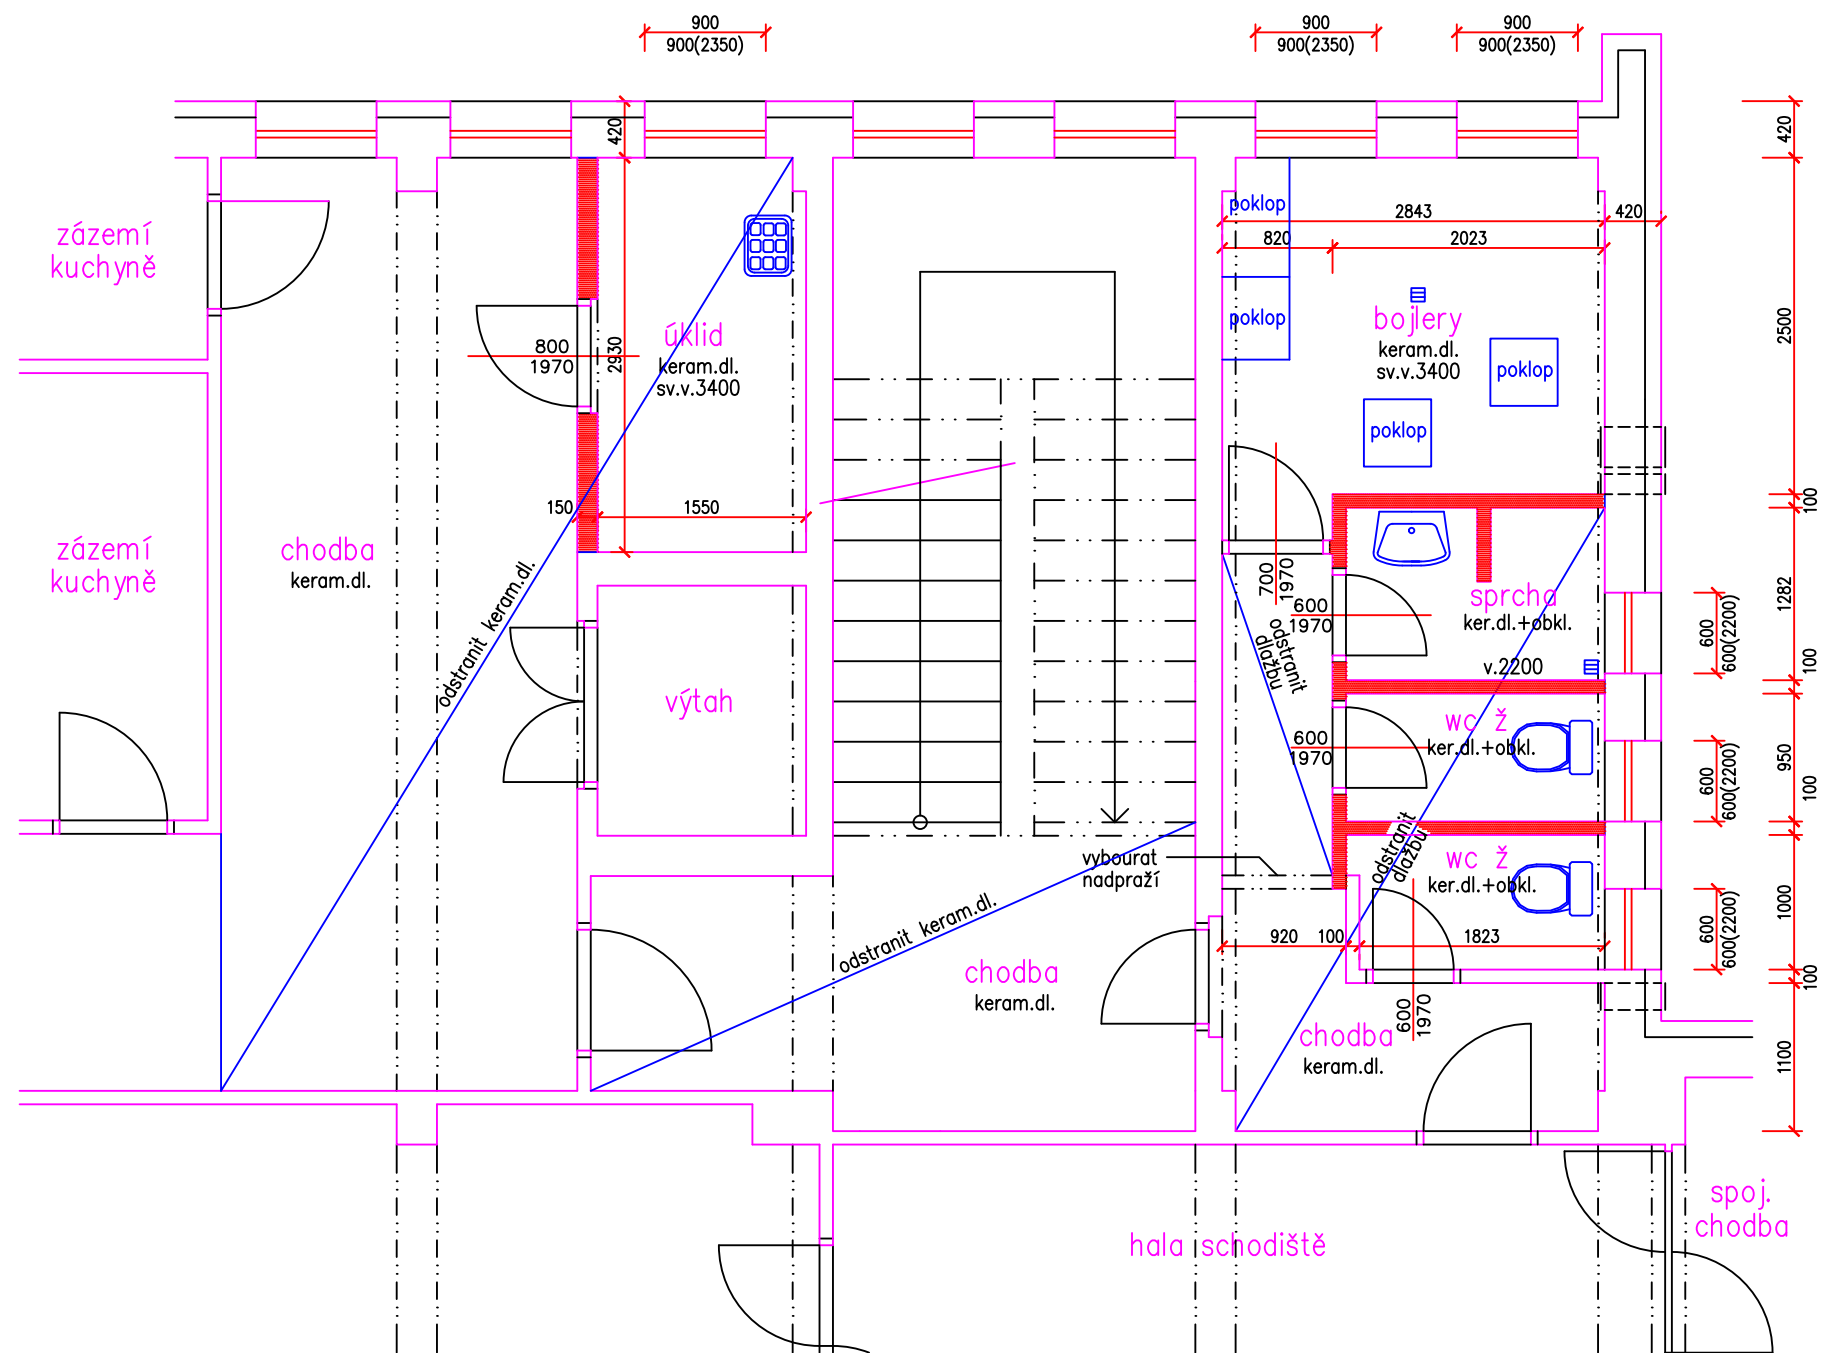 900
900(2350)
900
900(2350)
900
900(2350)
420
420
zázemí
kuchyně
poklop
2843
420
820
2023
poklop
bojlery
keram.dl.
sv.v.3400
poklop
poklop
2500
úklid
keram.dl.
sv.v.3400
800
1970
2930
150
1550
100
zázemí
kuchyně
chodba
keram.dl.
odstranit keram.dl.
výtah
700
1970
600
1970
odstranit
dlažbu
sprcha
ker.dl.+obkl.
v.2200
1282
600
600(2200)
100
wc ž
ker.dl.+obkl.
600
1970
950
600
600(2200)
100
odstranit
dlažbu
vybourat
nadpraží
wc ž
ker.dl.+obkl.
1000
600
600(2200)
odstranit keram.dl.
920
100
1823
100
chodba
keram.dl.
600
1970
chodba
keram.dl.
1100
hala schodiště
spoj.
chodba